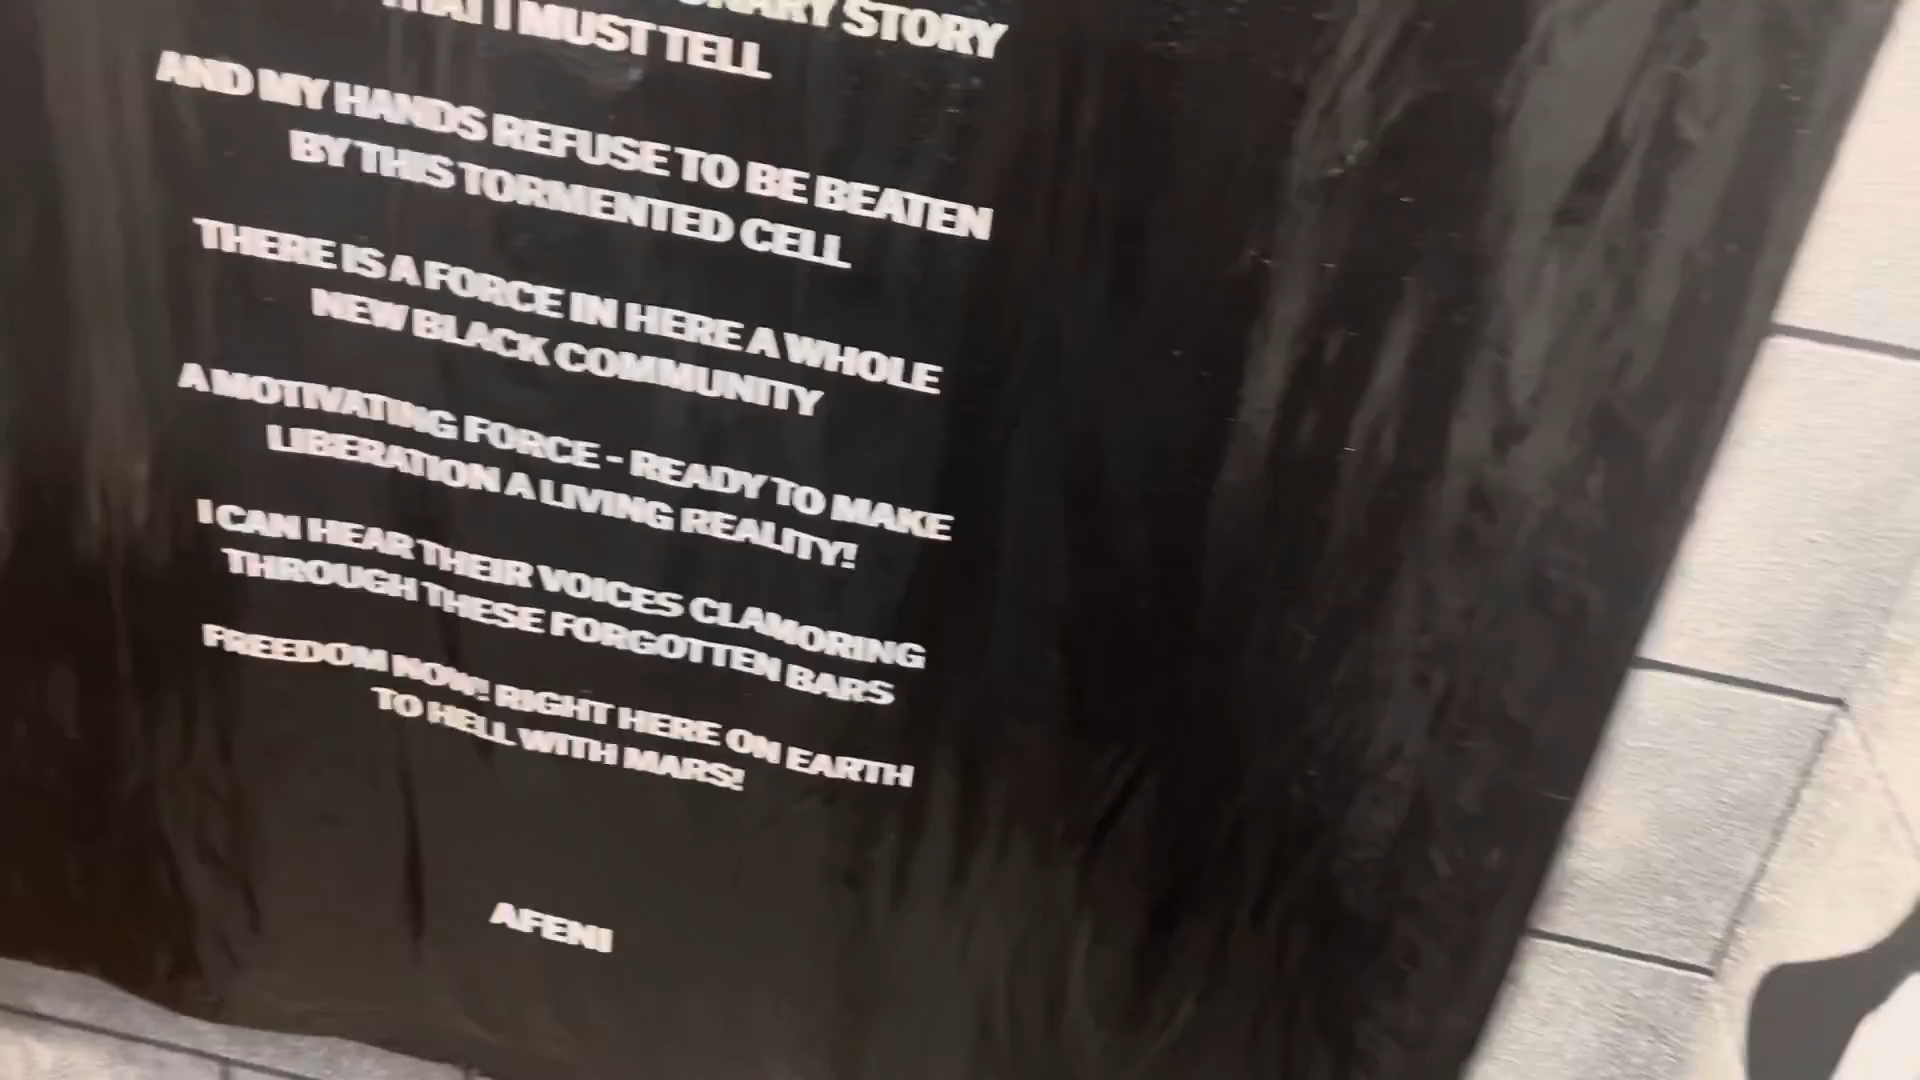 STORY
THAT I MUST TELL
AND MY HANDS REFUSE TO BE BEATEN
BY THIS TORMENTED CELL
THERE IS A FORCE IN HERE A WHOLE
NEW BLACK COMMUNITY
A MOTIVATING FORCE - READY TO MAKE
LIBERATION A LIVING REALITY!
I CAN HEAR THEIR VOICES CLAMORING
THROUGH THESE FORGOTTEN BARS
FREEDOM NOW! RIGHT HERE ON EARTH
TO HELL WITH MARS!
AFENI